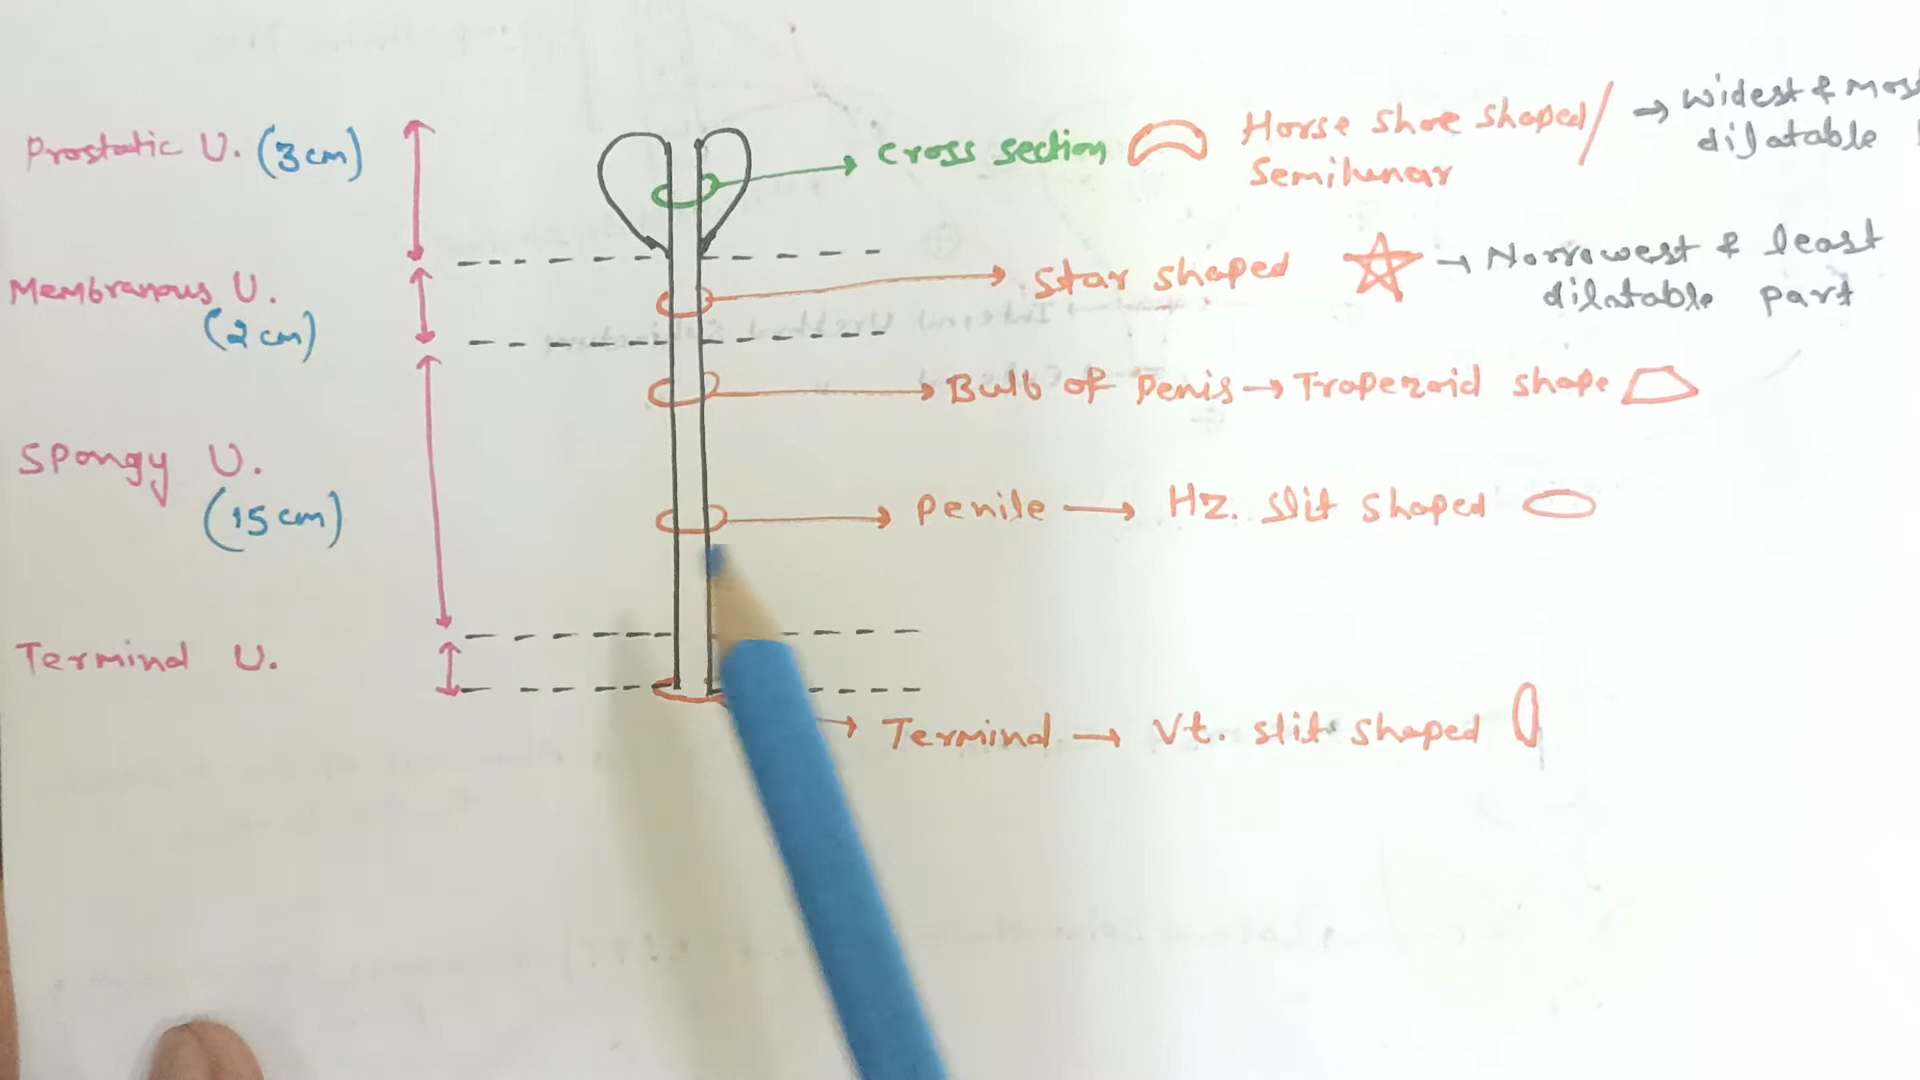 Prostatic U. (3cm)
Cross section
Horse shoe shaped/
Semilunar
→ Widest & Most
dilatable
Membranous U.
(2cm)
Star shaped
→ Narrowest & least
dilatable part
Bulb of Penis → Trapezoid shape
Spongy U.
(15cm)
Penile → Hz. slit shaped
Terminal U.
Terminal → Vt. slit shaped